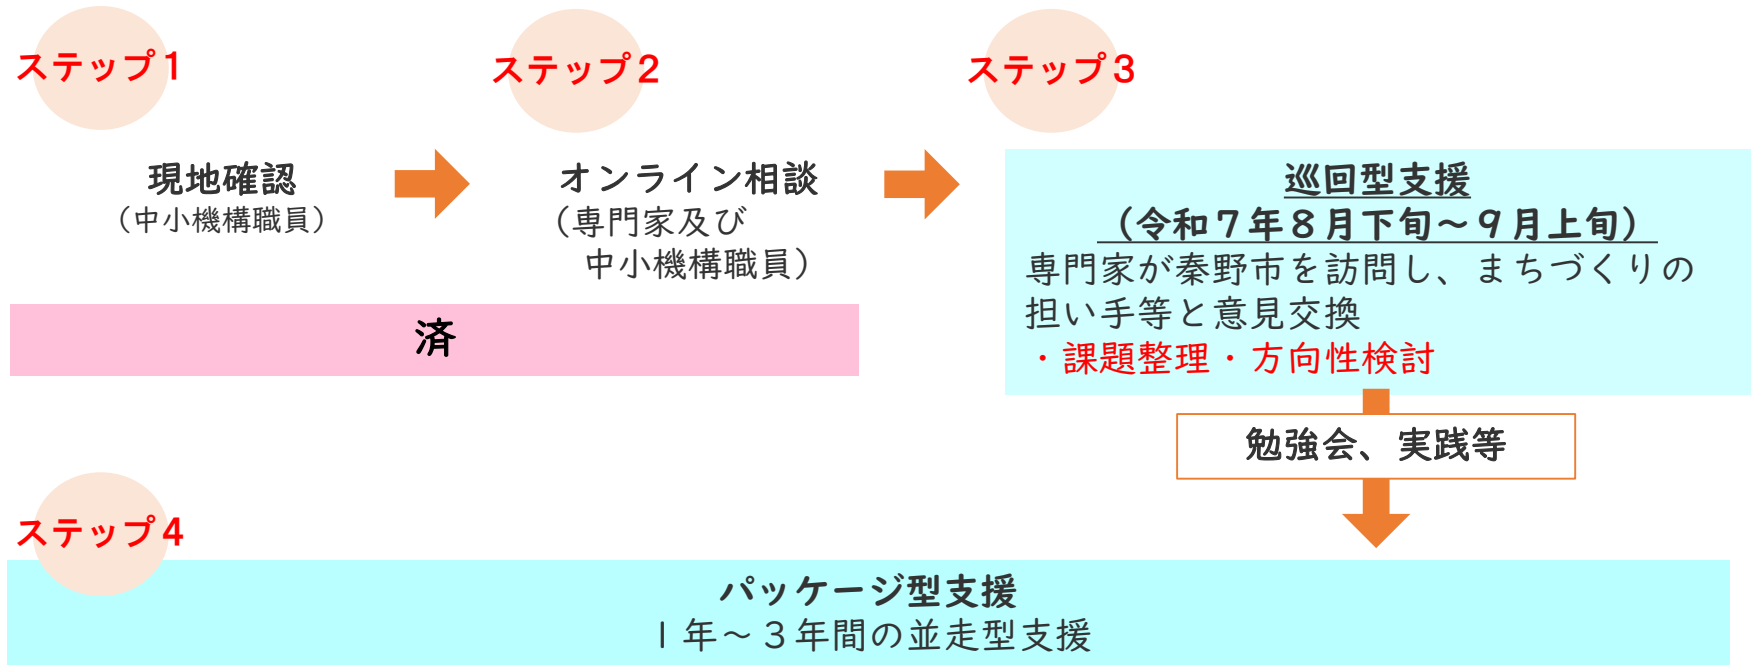 ステップ１
現地確認
（中小機構職員）
ステップ２
オンライン相談
（専門家及び
中小機構職員）
済
ステップ３
巡回型支援
（令和７年８月下旬～９月上旬）
専門家が秦野市を訪問し、まちづくりの
担い手等と意見交換
・課題整理・方向性検討
勉強会、実践等
ステップ４
パッケージ型支援
１年～３年間の並走型支援